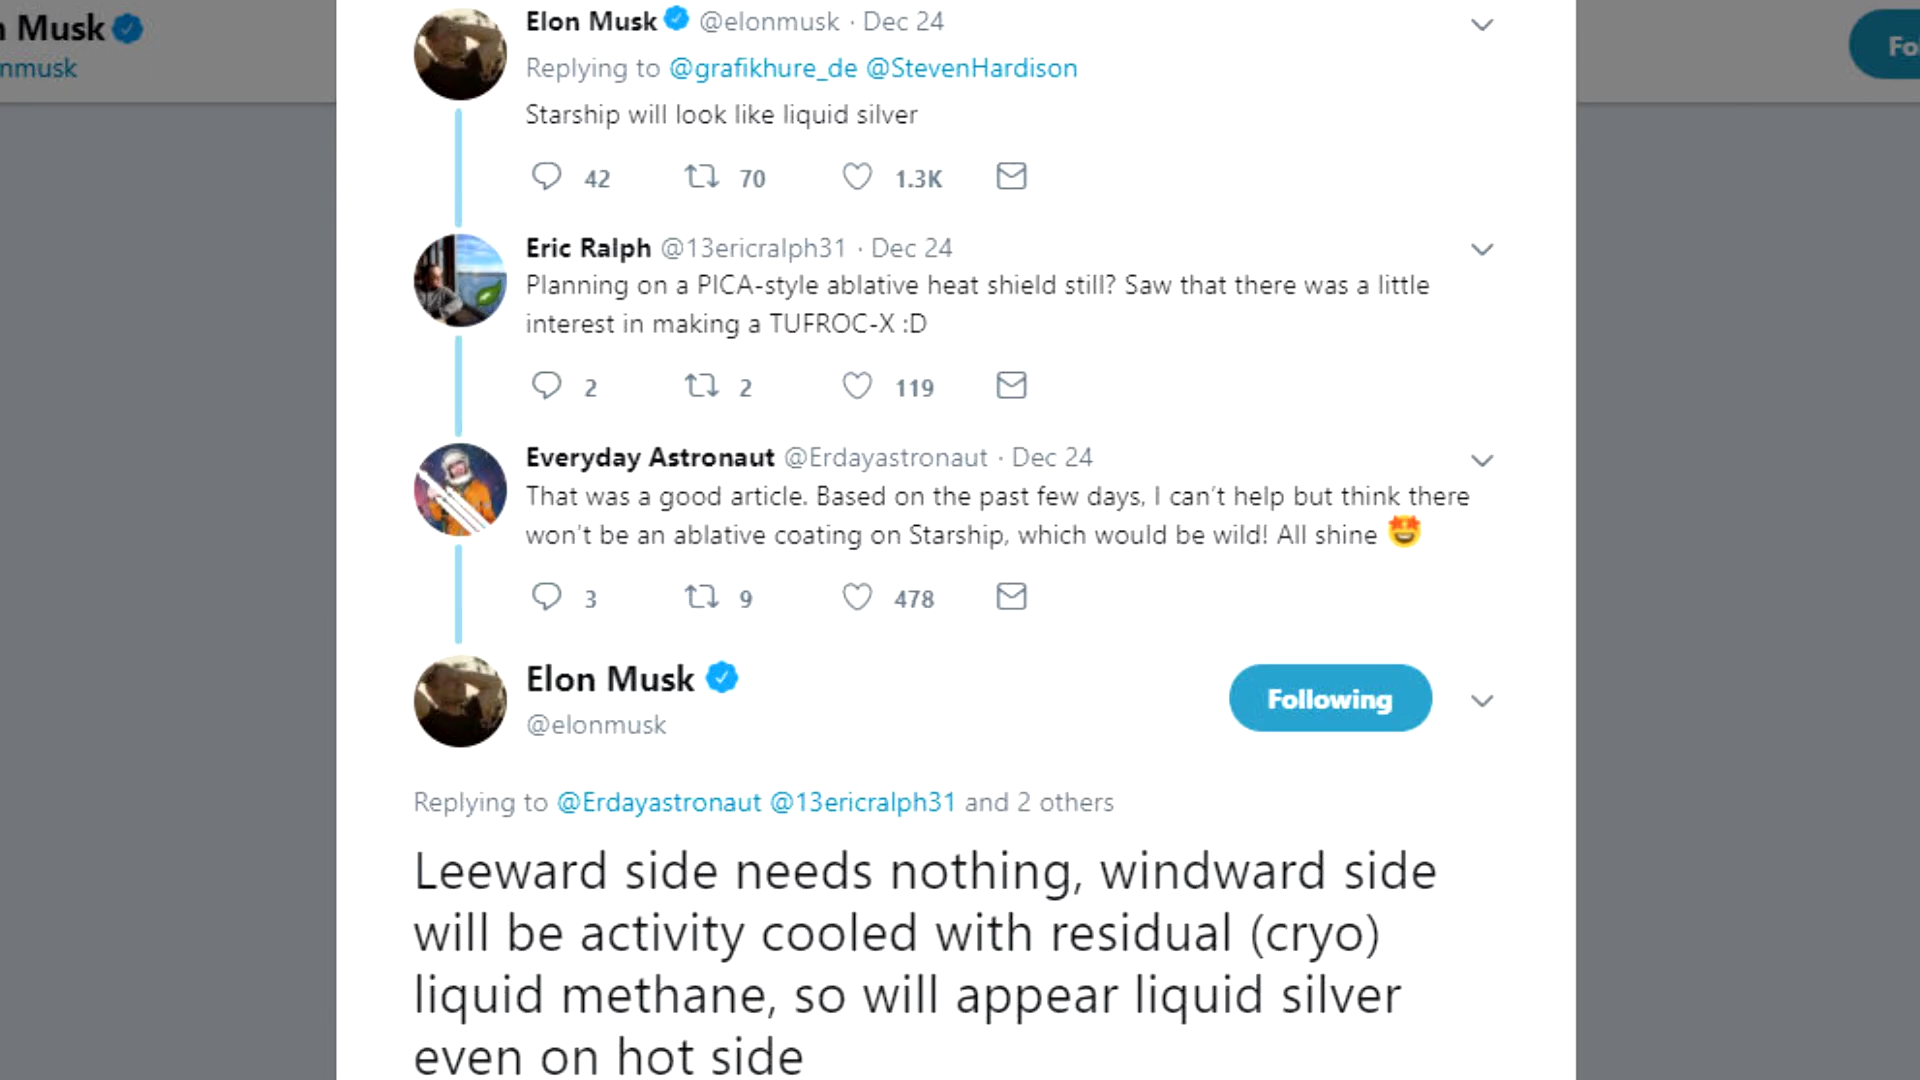 n Musk
nmusk
Fo
Elon Musk @elonmusk · Dec 24
Replying to @grafikhure_de @StevenHardison
Starship will look like liquid silver
42 70 1.3K
Eric Ralph @13ericralph31 · Dec 24
Planning on a PICA-style ablative heat shield still? Saw that there was a little
interest in making a TUFROC-X :D
2 2 119
Everyday Astronaut @Erdayastronaut · Dec 24
That was a good article. Based on the past few days, I can't help but think there
won't be an ablative coating on Starship, which would be wild! All shine 🤩
3 9 478
Elon Musk
@elonmusk
Following
Replying to @Erdayastronaut @13ericralph31 and 2 others
Leeward side needs nothing, windward side
will be activity cooled with residual (cryo)
liquid methane, so will appear liquid silver
even on hot side